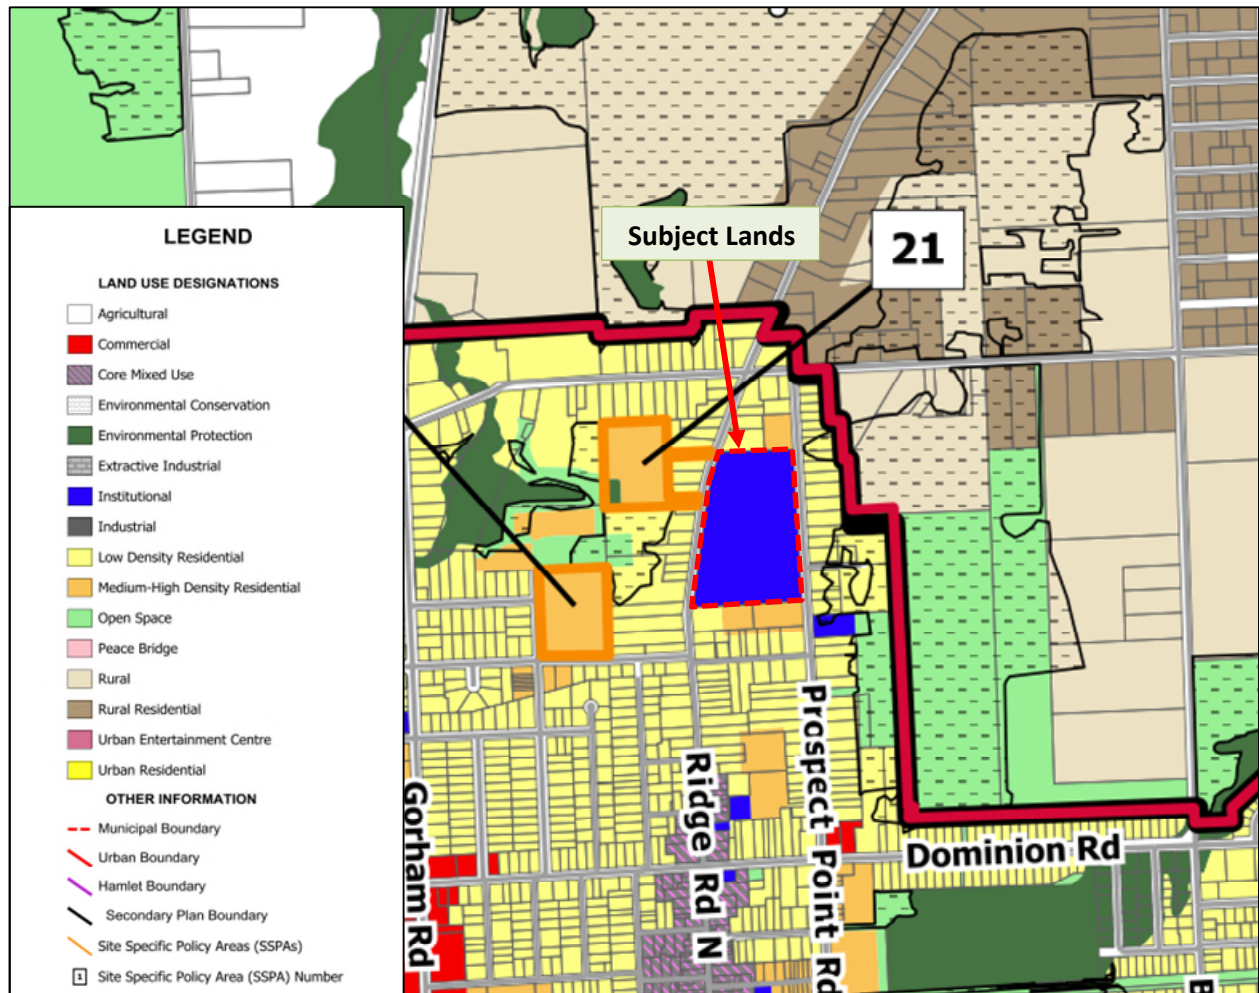 Subject Lands
21
LEGEND
LAND USE DESIGNATIONS
Agricultural
Commercial
Core Mixed Use
Environmental Conservation
Environmental Protection
Extractive Industrial
Institutional
Industrial
Low Density Residential
Medium-High Density Residential
Open Space
Peace Bridge
Rural
Rural Residential
Urban Entertainment Centre
Urban Residential
OTHER INFORMATION
Municipal Boundary
Urban Boundary
Hamlet Boundary
Secondary Plan Boundary
Site Specific Policy Areas (SSPAs)
1 Site Specific Policy Area (SSPA) Number
Gorham Rd
Ridge Rd N
Prospect Point Rd
Dominion Rd
B